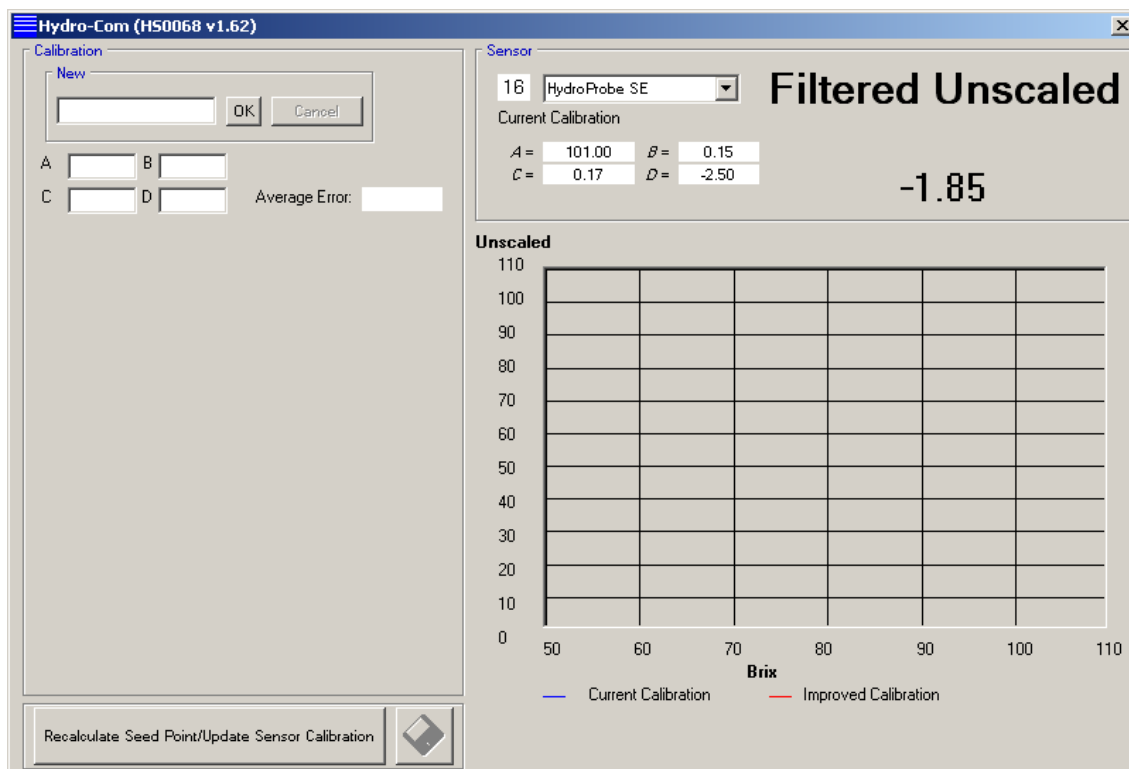 Hydro-Com (HS0068 v1.62)
Calibration
New
OK
Cancel
A
B
C
D
Average Error:
Sensor
16
HydroProbe SE
Filtered Unscaled
Current Calibration
A = 101.00 B = 0.15
C = 0.17 D = -2.50
-1.85
Unscaled
110
100
90
80
70
60
50
40
30
20
10
0
50 60 70 80 90 100 110
Brix
Current Calibration
Improved Calibration
Recalculate Seed Point/Update Sensor Calibration